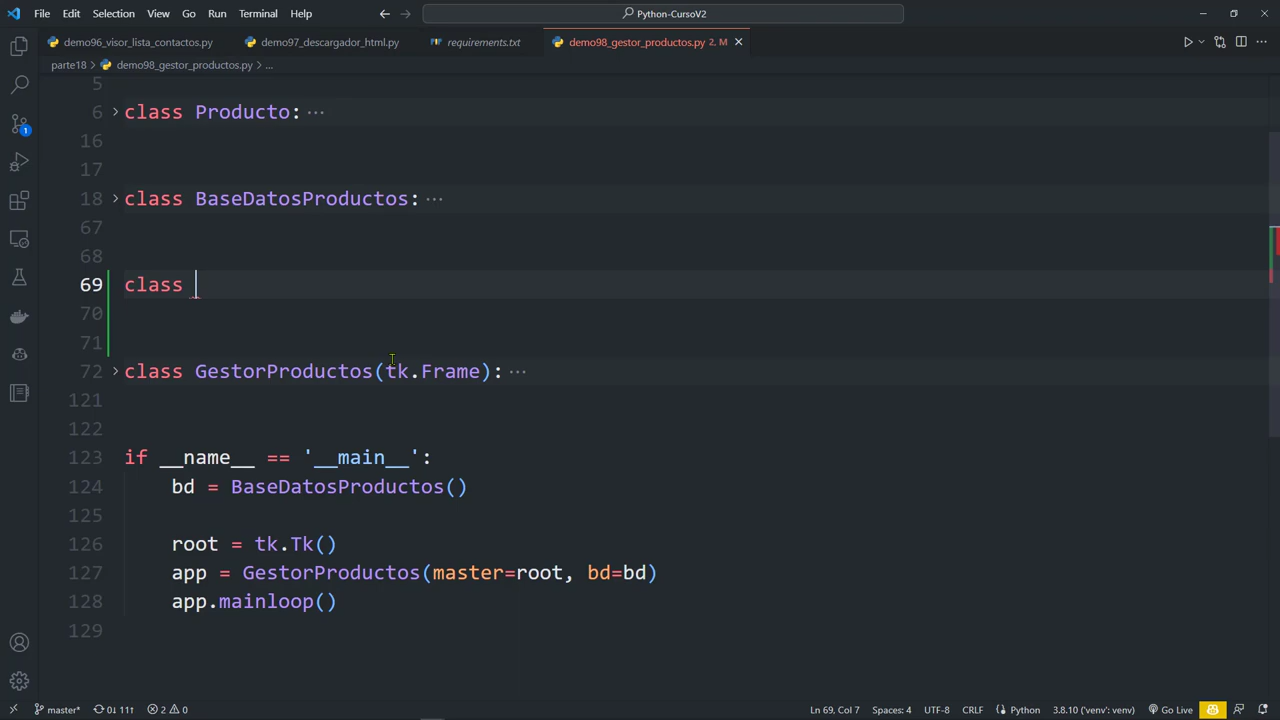 File Edit Selection View Go Run Terminal Help Python-CursoV2
demo96_visor_lista_contactos.py demo97_descargador_html.py requirements.txt demo98_gestor_productos.py 2, M
parte18 > demo98_gestor_productos.py > ...
5
6 class Producto: ···
16
17
18 class BaseDatosProductos: ···
67
68
69 class
70
71
72 class GestorProductos(tk.Frame): ···
121
122
123 if __name__ == '__main__':
124 bd = BaseDatosProductos()
125
126 root = tk.Tk()
127 app = GestorProductos(master=root, bd=bd)
128 app.mainloop()
129
1
master* 0↓ 11↑ 2 0 Ln 69, Col 7 Spaces: 4 UTF-8 CRLF Python 3.8.10 ('venv': venv) Go Live